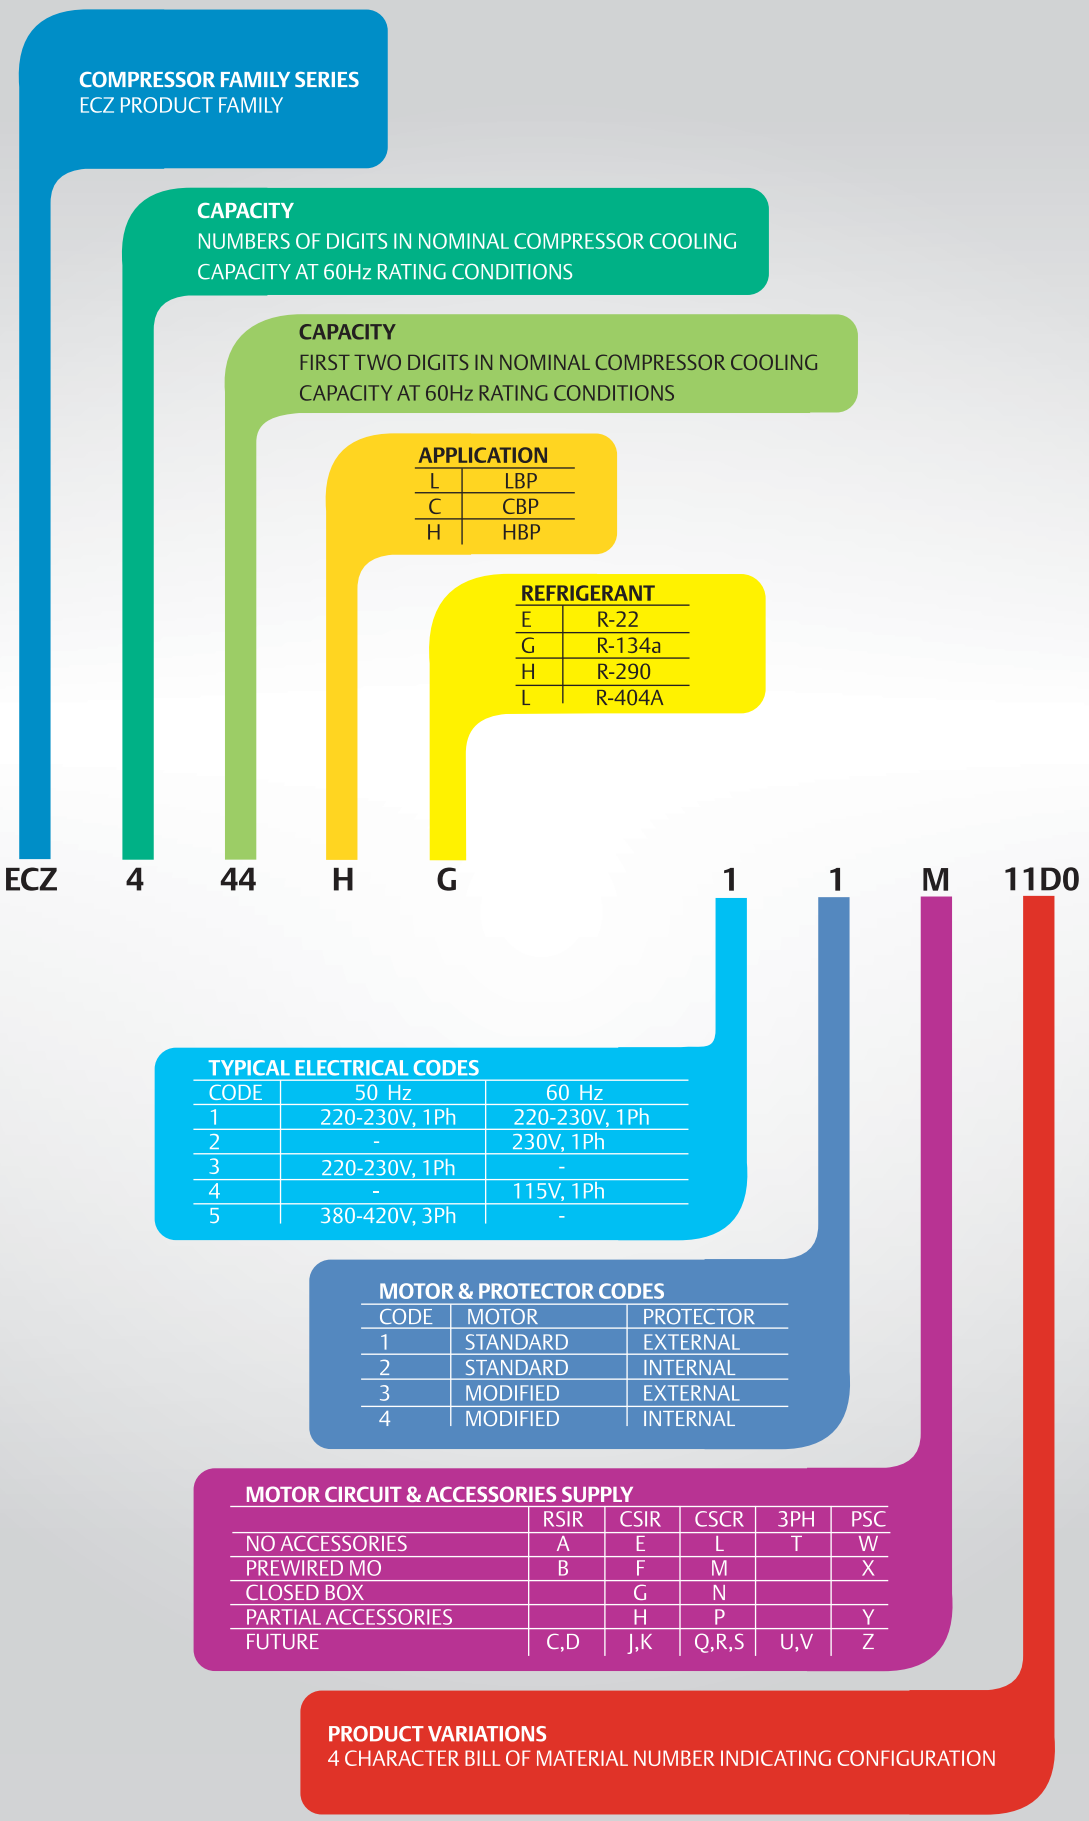 COMPRESSOR FAMILY SERIES
ECZ PRODUCT FAMILY
CAPACITY
NUMBERS OF DIGITS IN NOMINAL COMPRESSOR COOLING
CAPACITY AT 60Hz RATING CONDITIONS
CAPACITY
FIRST TWO DIGITS IN NOMINAL COMPRESSOR COOLING
CAPACITY AT 60Hz RATING CONDITIONS
APPLICATION
L LBP
C CBP
H HBP
REFRIGERANT
E R-22
G R-134a
H R-290
L R-404A
ECZ 4 44 H G 1 1 M 11D0
TYPICAL ELECTRICAL CODES
CODE 50 Hz 60 Hz
1 220-230V, 1Ph 220-230V, 1Ph
2 - 230V, 1Ph
3 220-230V, 1Ph -
4 - 115V, 1Ph
5 380-420V, 3Ph -
MOTOR & PROTECTOR CODES
CODE MOTOR PROTECTOR
1 STANDARD EXTERNAL
2 STANDARD INTERNAL
3 MODIFIED EXTERNAL
4 MODIFIED INTERNAL
MOTOR CIRCUIT & ACCESSORIES SUPPLY
RSIR CSIR CSCR 3PH PSC
NO ACCESSORIES A E L T W
PREWIRED MO B F M X
CLOSED BOX G N
PARTIAL ACCESSORIES H P Y
FUTURE C,D J,K Q,R,S U,V Z
PRODUCT VARIATIONS
4 CHARACTER BILL OF MATERIAL NUMBER INDICATING CONFIGURATION